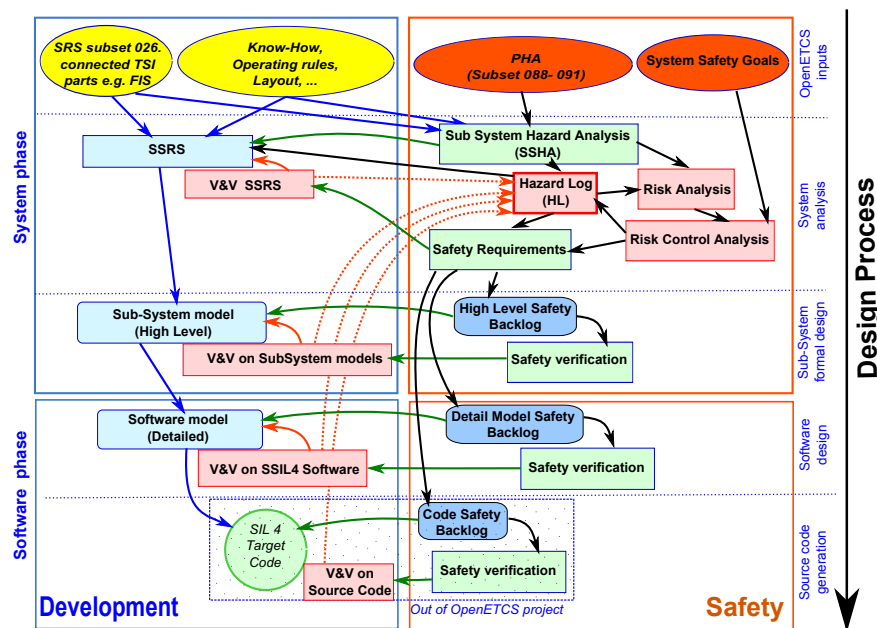 SRS subset 026.
connected TSI
parts e.g. FIS
Know-How,
Operating rules,
Layout, ...
PHA
(Subset 088- 091)
System Safety Goals
OpenETCS
inputs
System phase
SSRS
V&V SSRS
Sub System Hazard Analysis
(SSHA)
Hazard Log
(HL)
Risk Analysis
Risk Control Analysis
Safety Requirements
System
analysis
Sub-System model
(High Level)
V&V on SubSystem models
High Level Safety
Backlog
Safety verification
Sub-System
formal design
Design Process
Software phase
Software model
(Detailed)
V&V on SSIL4 Software
Detail Model Safety
Backlog
Safety verification
Software
design
SIL 4
Target
Code
V&V on
Source Code
Code Safety
Backlog
Safety verification
Source code
generation
Development
Out of OpenETCS project
Safety